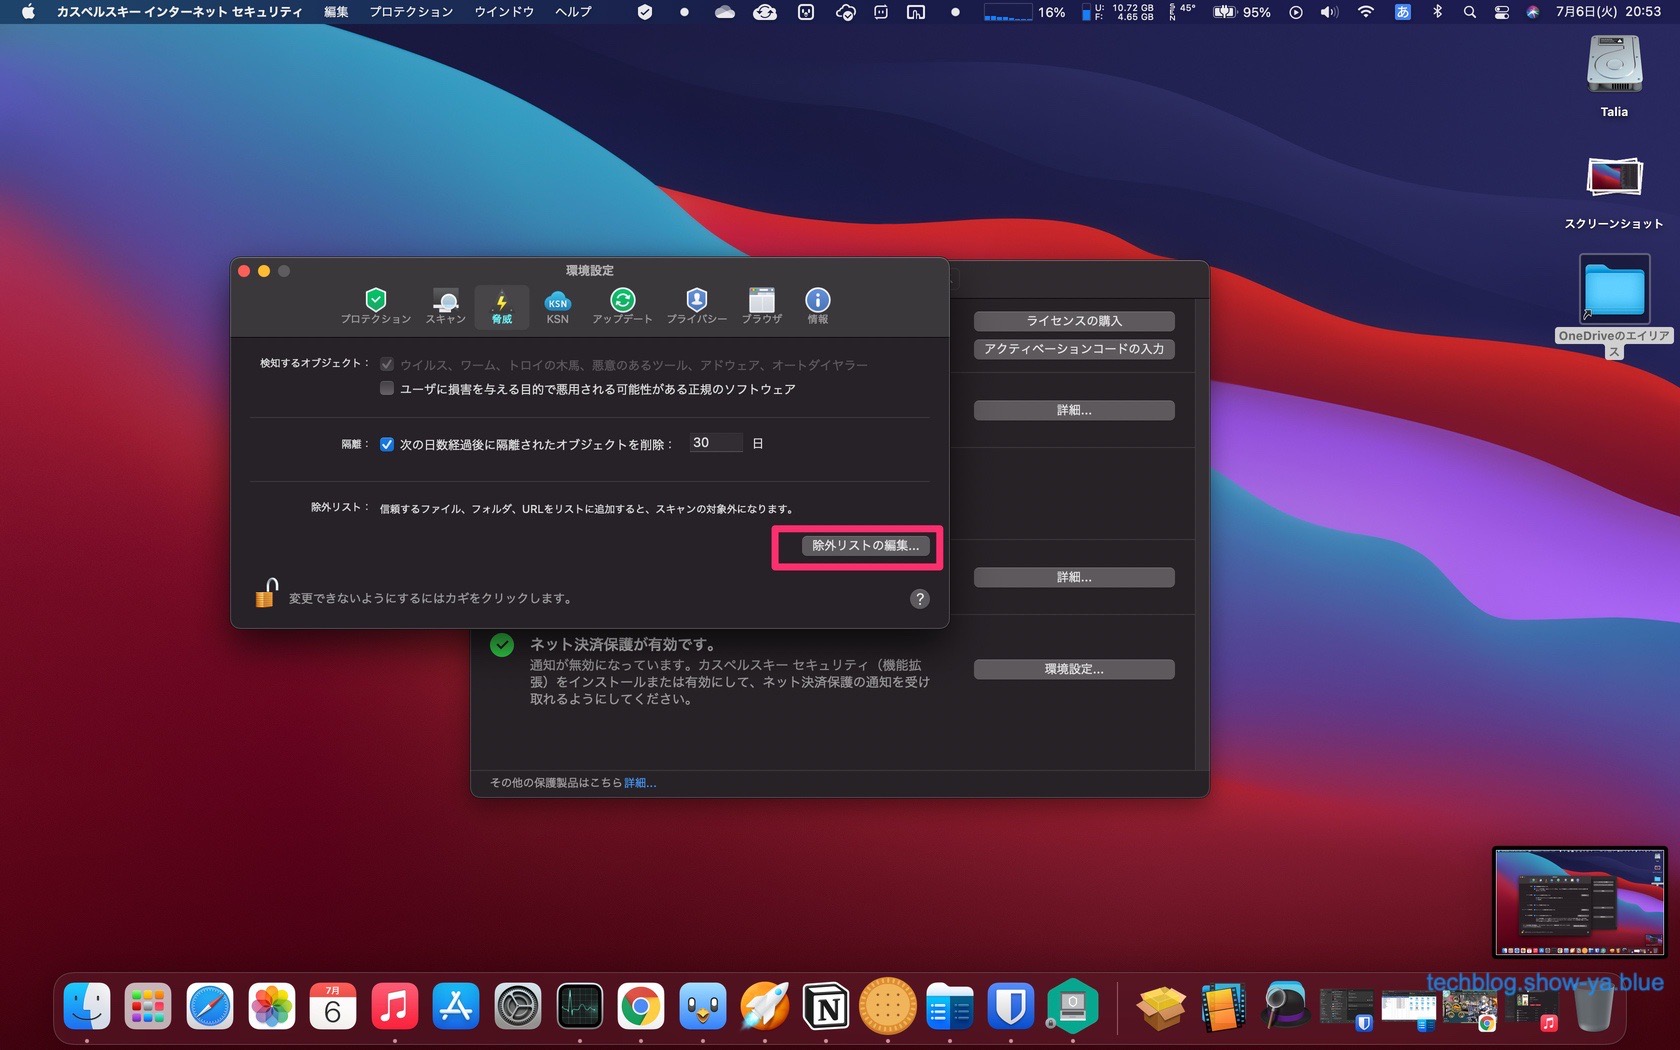 カスペルスキー インターネット セキュリティ 編集 プロテクション ウインドウ ヘルプ 16% U: 10.72 GB 45° 95% あ 7月6日(火) 20:53
F: 4.65 GB
Talia
スクリーンショット
OneDriveのエイリア
ス
環境設定
KSN
プロテクション スキャン 脅威 KSN アップデート プライバシー ブラウザ 情報
検知するオブジェクト： ウイルス、ワーム、トロイの木馬、悪意のあるツール、アドウェア、オートダイヤラー
ユーザに損害を与える目的で悪用される可能性がある正規のソフトウェア
隔離： 次の日数経過後に隔離されたオブジェクトを削除： 30 日
除外リスト： 信頼するファイル、フォルダ、URLをリストに追加すると、スキャンの対象外になります。
除外リストの編集...
変更できないようにするにはカギをクリックします。 ?
ライセンスの購入
アクティベーションコードの入力
詳細...
詳細...
ネット決済保護が有効です。
通知が無効になっています。カスペルスキー セキュリティ（機能拡
張）をインストールまたは有効にして、ネット決済保護の通知を受け
取れるようにしてください。
環境設定...
その他の保護製品はこちら 詳細...
7月
6
techblog.show-ya.blue